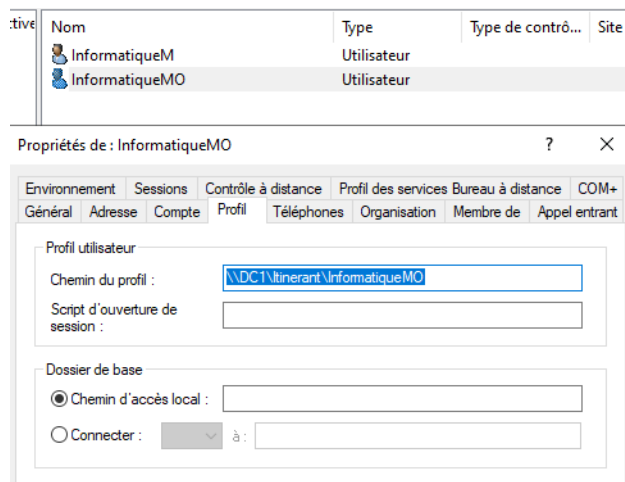 ctive Nom Type Type de contrô... Site
InformatiqueM Utilisateur
InformatiqueMO Utilisateur
Propriétés de : InformatiqueMO ? ×
Environnement Sessions Contrôle à distance Profil des services Bureau à distance COM+
Général Adresse Compte Profil Téléphones Organisation Membre de Appel entrant
Profil utilisateur
Chemin du profil : \\DC1\Itinerant\InformatiqueMO
Script d'ouverture de
session :
Dossier de base
Chemin d'accès local :
Connecter : à :